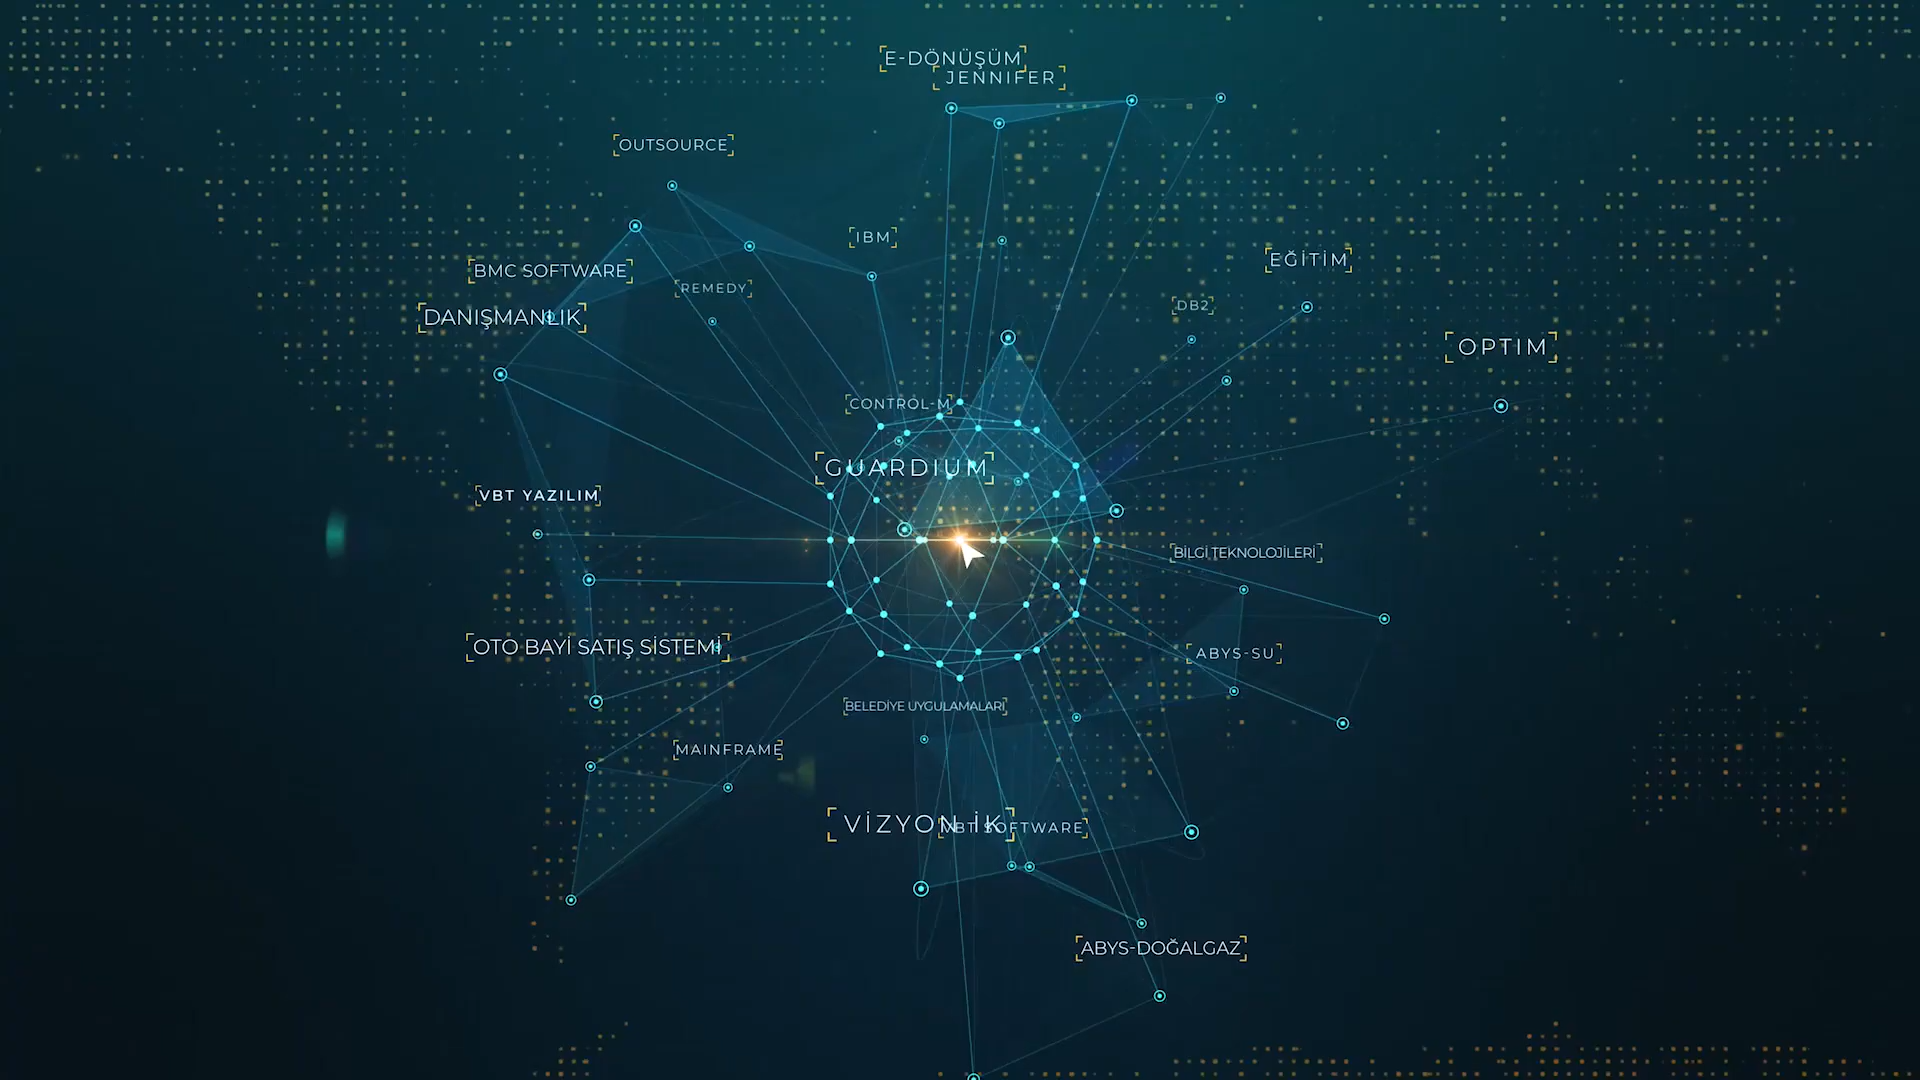 E-DÖNÜŞÜM
JENNIFER
OUTSOURCE
IBM
EĞİTİM
BMC SOFTWARE
REMEDY
DB2
DANIŞMANLIK
OPTIM
CONTROL-M
GUARDIUM
VBT YAZILIM
BİLGİ TEKNOLOJİLERİ
OTO BAYİ SATIŞ SİSTEMİ
ABYS-SU
BELEDİYE UYGULAMALARI
MAINFRAME
VİZYON İK
VBT SOFTWARE
ABYS-DOĞALGAZ